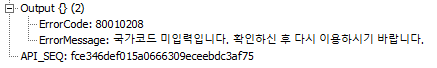 Output {} (2)
ErrorCode: 80010208
ErrorMessage: 국가코드 미입력입니다. 확인하신 후 다시 이용하시기 바랍니다.
API_SEQ: fce346def015a0666309eceebdc3af75